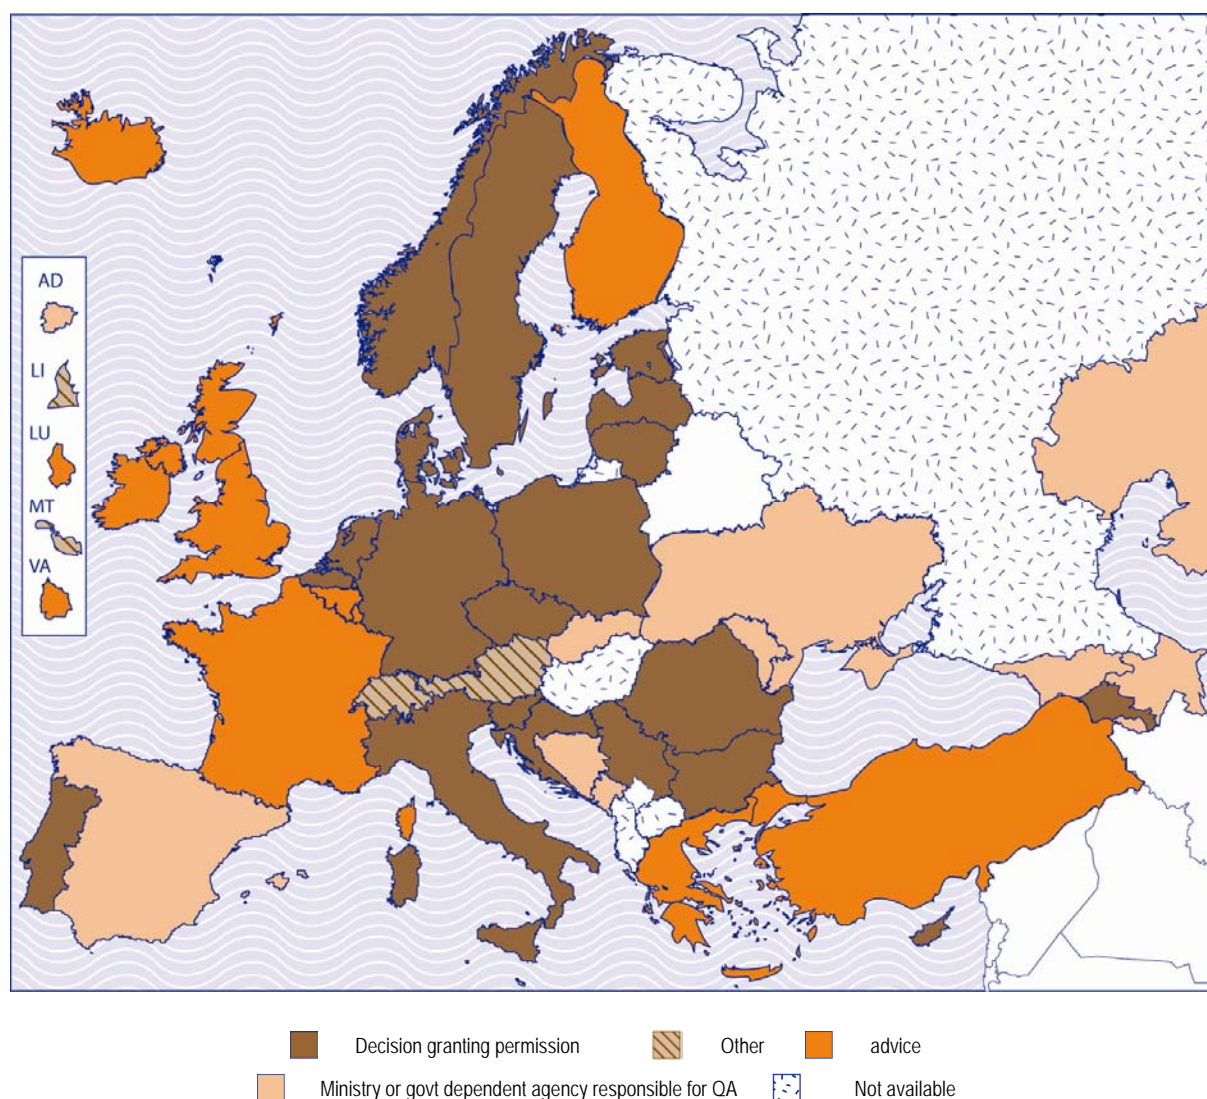 AD
LI
LU
MT
VA
Decision granting permission Other advice
Ministry or govt dependent agency responsible for QA Not available